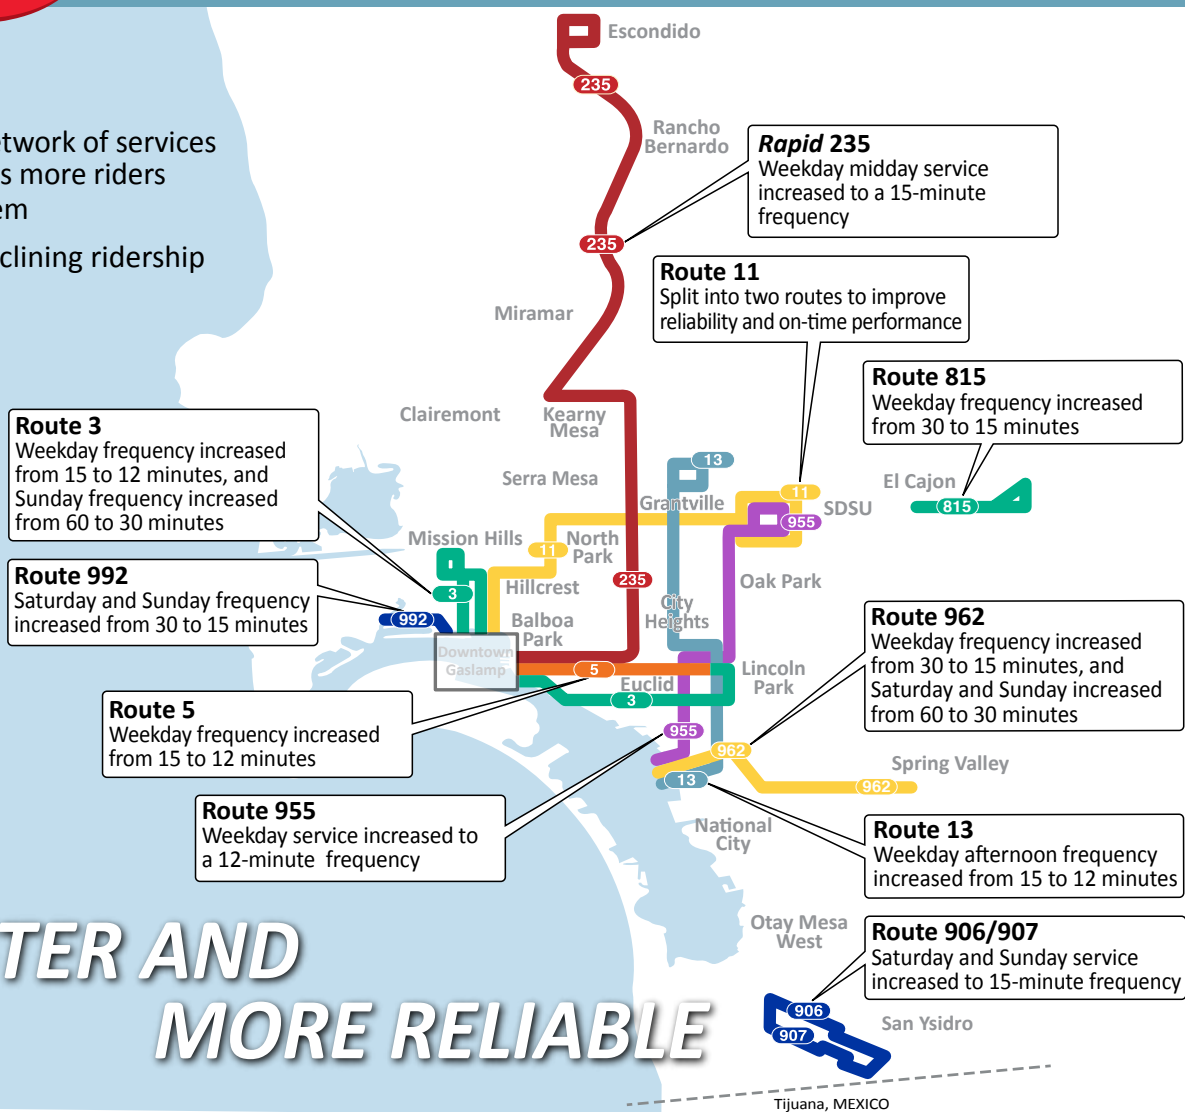 Escondido
235
etwork of services
s more riders
em
clining ridership
Rancho
Bernardo
Rapid 235
Weekday midday service
increased to a 15-minute
frequency
235
Route 11
Split into two routes to improve
reliability and on-time performance
Miramar
Route 815
Weekday frequency increased
from 30 to 15 minutes
Clairemont
Kearny
Mesa
Route 3
Weekday frequency increased
from 15 to 12 minutes, and
Sunday frequency increased
from 60 to 30 minutes
13
Serra Mesa
Grantville
11
SDSU
955
El Cajon
815
Mission Hills
11
North
Park
Route 992
Saturday and Sunday frequency
increased from 30 to 15 minutes
3
Hillcrest
235
Oak Park
992
Balboa
Park
City
Heights
Route 962
Weekday frequency increased
from 30 to 15 minutes, and
Saturday and Sunday increased
from 60 to 30 minutes
Downtown
Gaslamp
5
Euclid
3
Lincoln
Park
Route 5
Weekday frequency increased
from 15 to 12 minutes
955
962
Spring Valley
962
13
Route 955
Weekday service increased to
a 12-minute frequency
National
City
Route 13
Weekday afternoon frequency
increased from 15 to 12 minutes
Otay Mesa
West
Route 906/907
Saturday and Sunday service
increased to 15-minute frequency
TER AND
MORE RELIABLE
906
907
San Ysidro
Tijuana, MEXICO